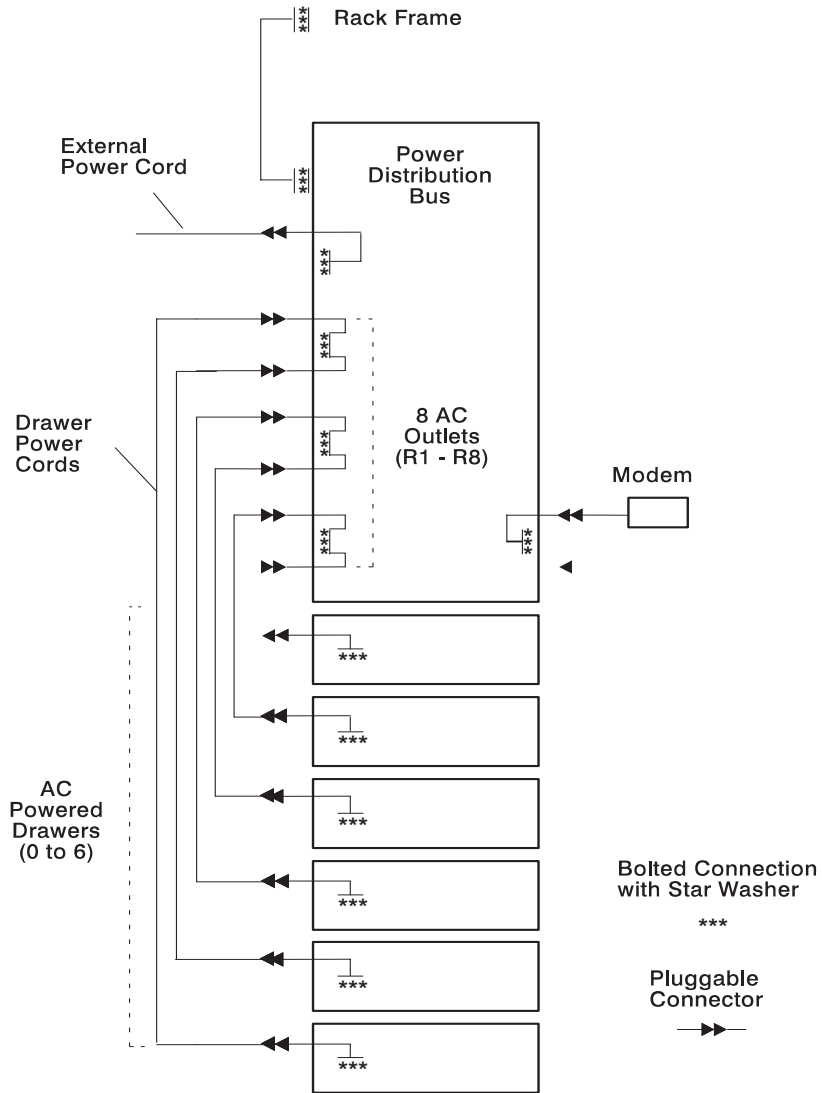 ***
Rack Frame
External
Power Cord
***
Power
Distribution
Bus
***
***
Drawer
Power
Cords
***
8 AC
Outlets
(R1 - R8)
Modem
***
***
***
***
AC
Powered
Drawers
(0 to 6)
***
***
***
***
Bolted Connection
with Star Washer
***
Pluggable
Connector
***